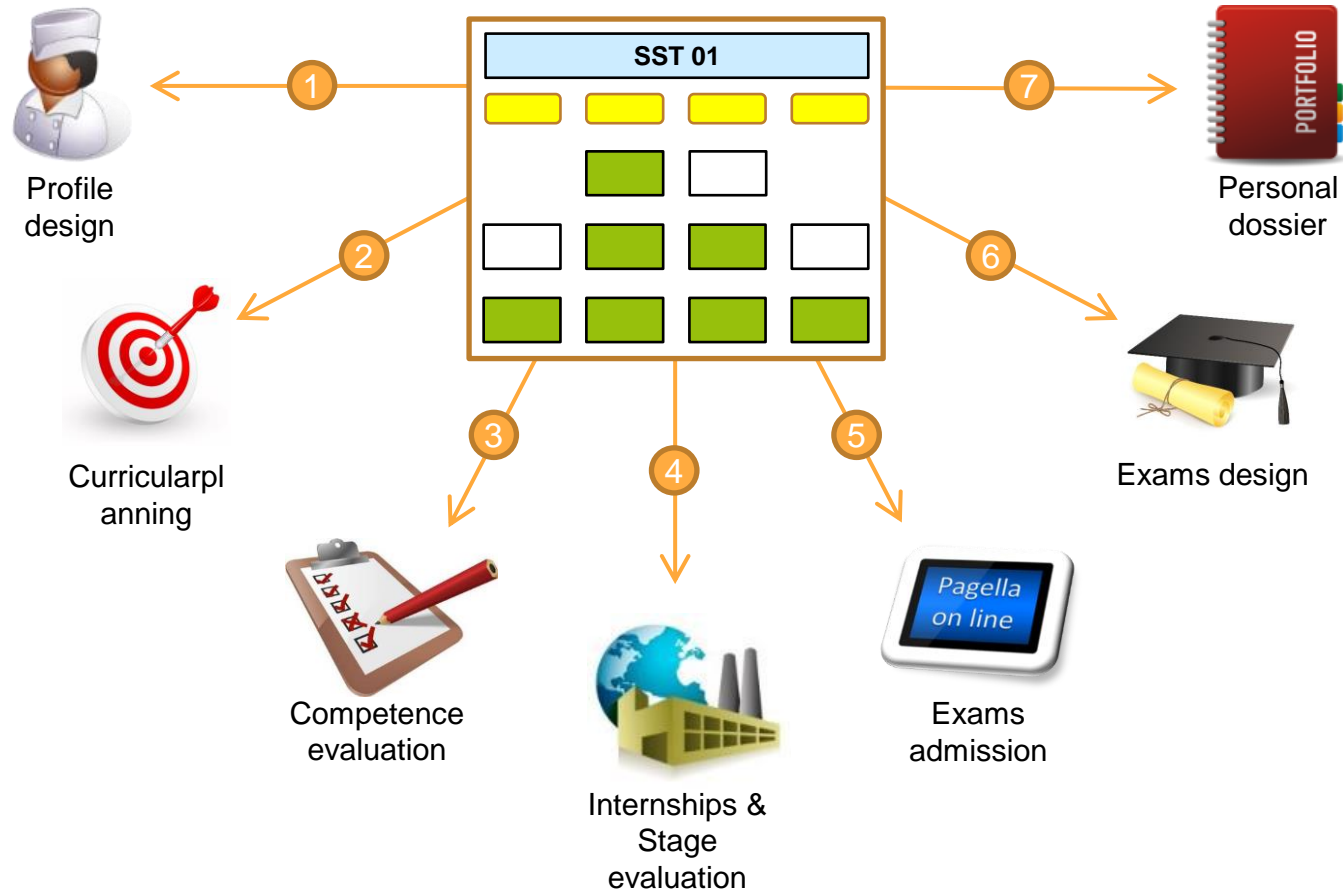 SST 01
1
7
PORTFOLIO
Profile
design
Personal
dossier
2
6
Curricularpl
anning
3
4
5
Exams design
Pagella
on line
Competence
evaluation
Exams
admission
Internships &
Stage
evaluation